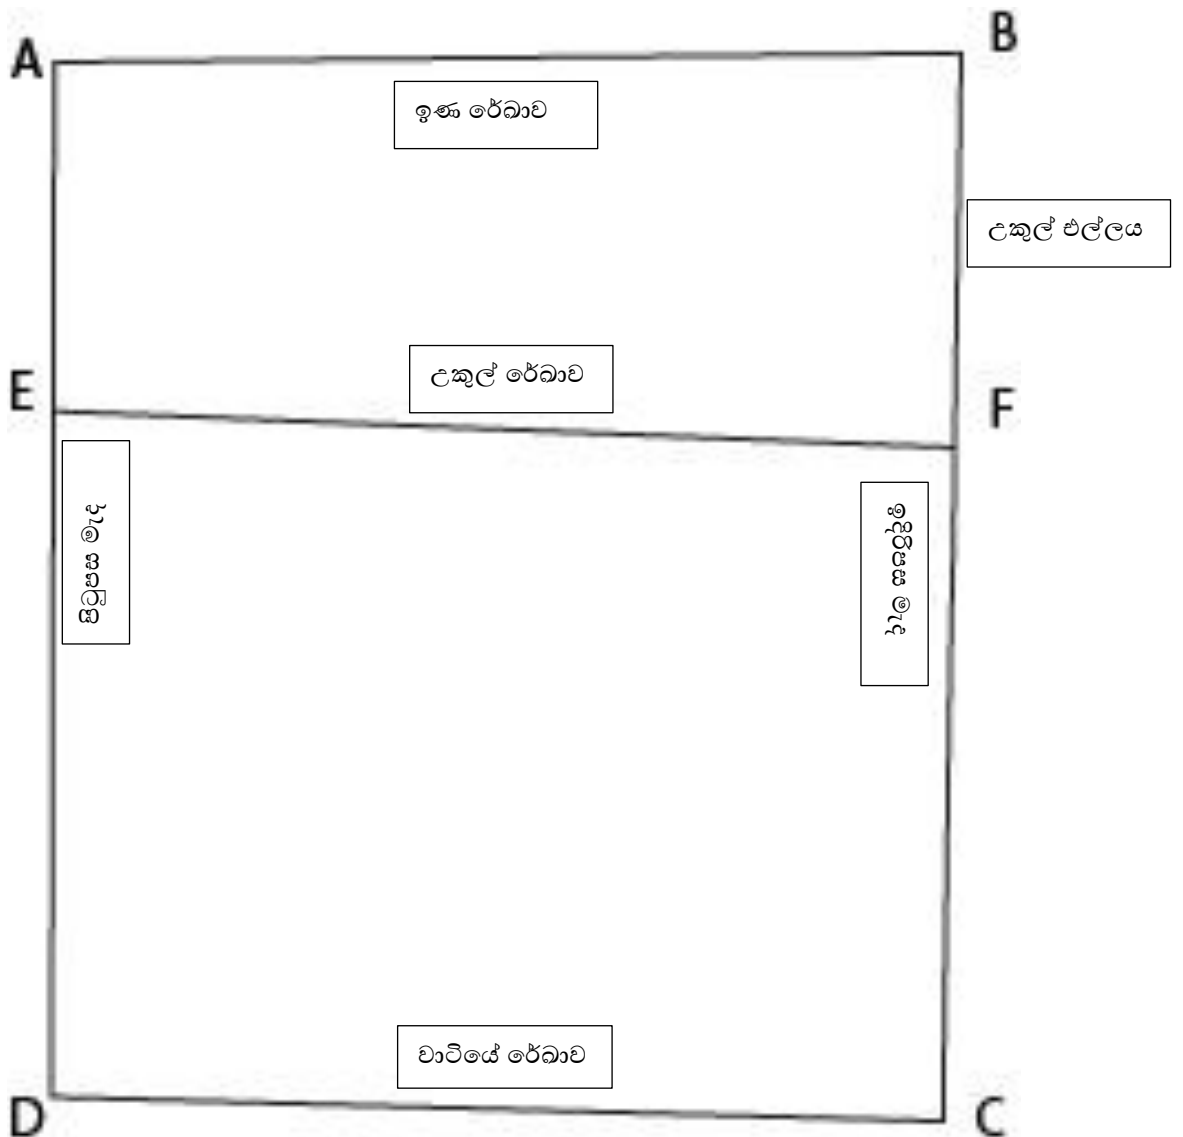 A
B
ඉණ රේඛාව
උකුල් එල්ලය
උකුල් රේඛාව
E
F
පිටුපස මැද
ඉදිරිපස මැද
වාටියේ රේඛාව
D
C